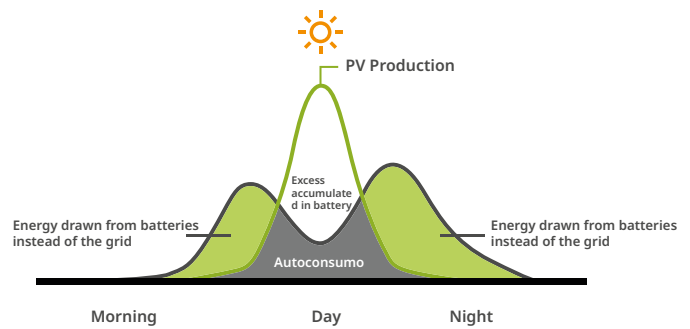 PV Production
Excess
accumulate
d in battery
Energy drawn from batteries
instead of the grid
Energy drawn from batteries
instead of the grid
Autoconsumo
Morning
Day
Night